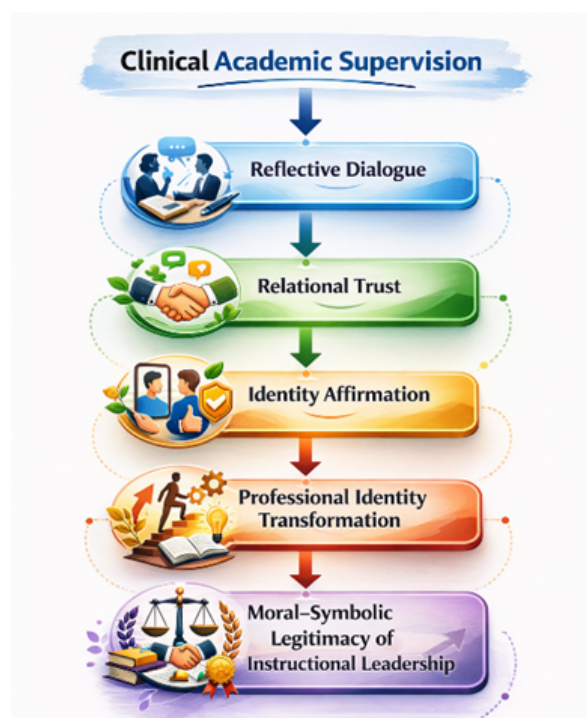 Clinical Academic Supervision
Reflective Dialogue
Relational Trust
Identity Affirmation
Professional Identity
Transformation
Moral–Symbolic
Legitimacy of
Instructional Leadership